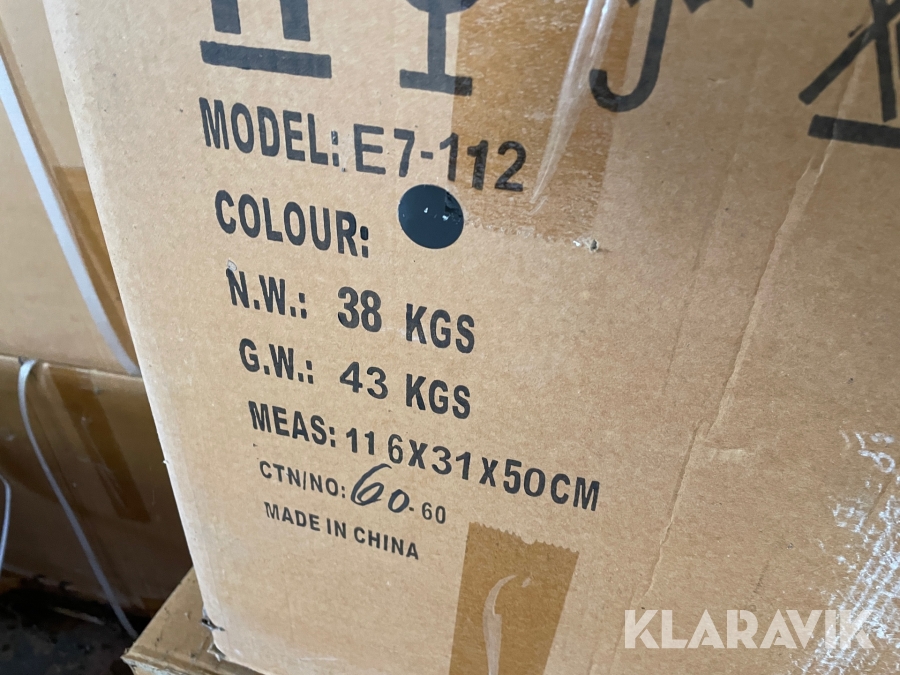 MODEL: E7-112
COLOUR:
N.W.: 38 KGS
G.W.: 43 KGS
MEAS: 116X31X50CM
CTN/NO: 60-60
MADE IN CHINA
KLARAVIK